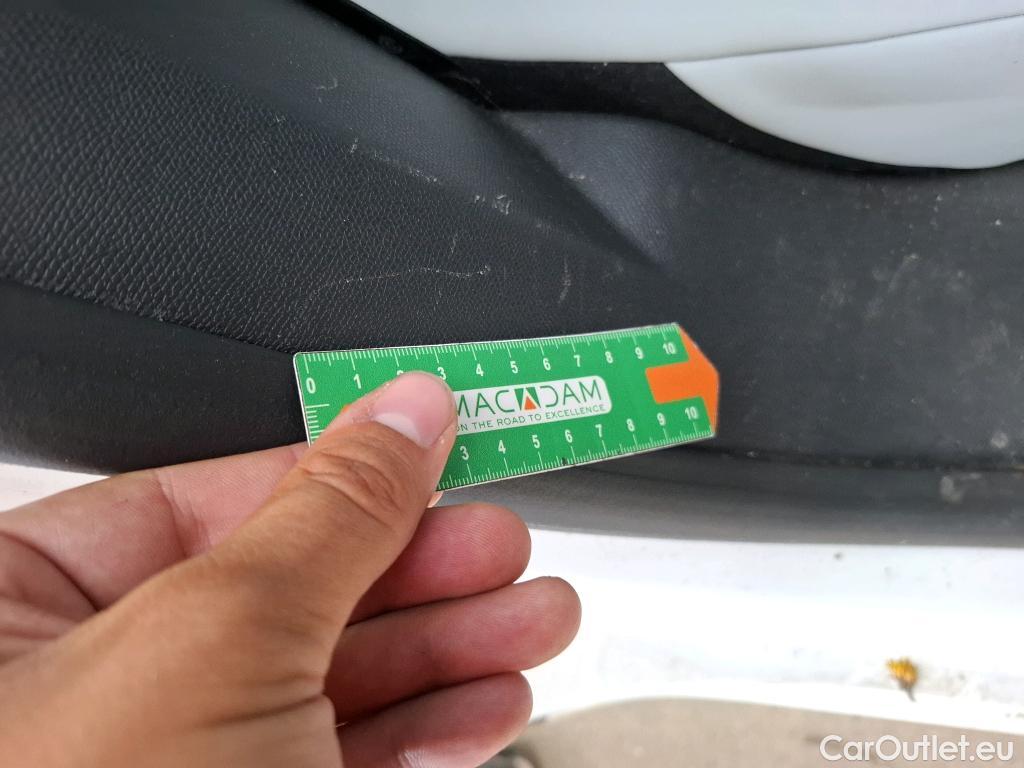 0 1 2 3 4 5 6 7 8 9 10
MACADAM
ON THE ROAD TO EXCELLENCE
3 4 5 6 7 8 9 10
CarOutlet.eu